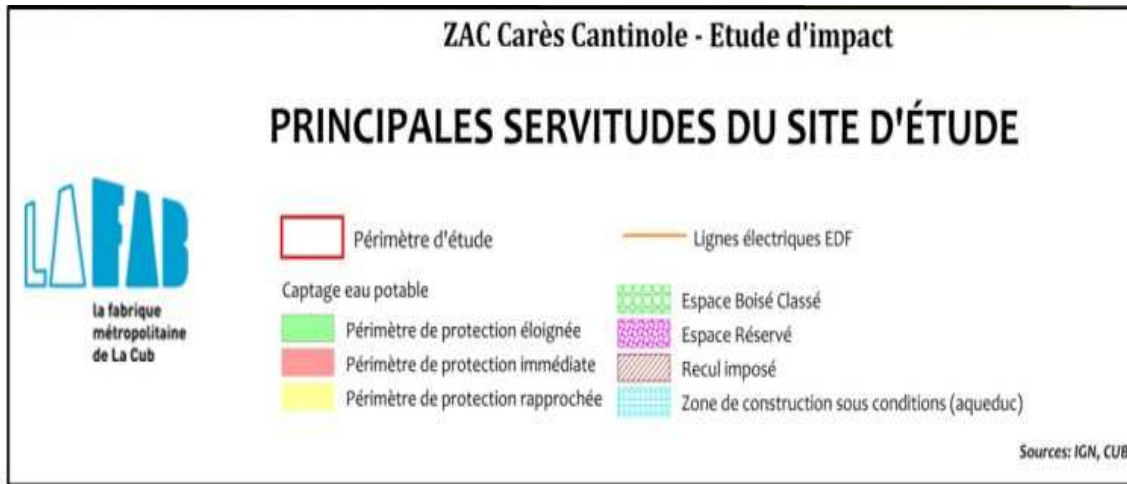 ZAC Carès Cantinole - Etude d'impact
PRINCIPALES SERVITUDES DU SITE D'ÉTUDE
LA FAB
la fabrique
métropolitaine
de La Cub
Périmètre d'étude
Captage eau potable
Périmètre de protection éloignée
Périmètre de protection immédiate
Périmètre de protection rapprochée
Lignes électriques EDF
Espace Boisé Classé
Espace Réservé
Recul imposé
Zone de construction sous conditions (aqueduc)
Sources: IGN, CUB